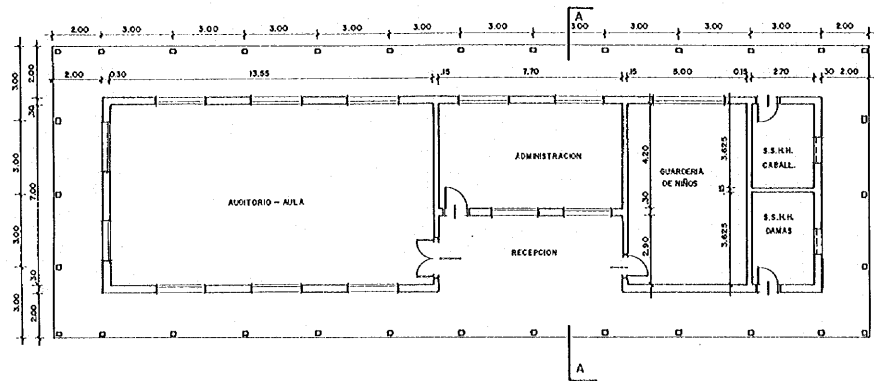 A
2.00 3.00 3.00 3.00 3.00 3.00 3.00 3.00 3.00 3.00 3.00 2.00
2.00 0.30 13.55 .15 7.70 .15 5.00 0.15 2.70 .30 2.00
3.00 2.00
.30
3.00 7.00
3.00
.30
3.00 2.00
AUDITORIO - AULA
ADMINISTRACION
RECEPCION
4.20
.30
2.90
GUARDERIA
DE NIÑOS
3.625
.15
3.625
S.S.H.H.
CABALL.
S.S.H.H.
DAMAS
A